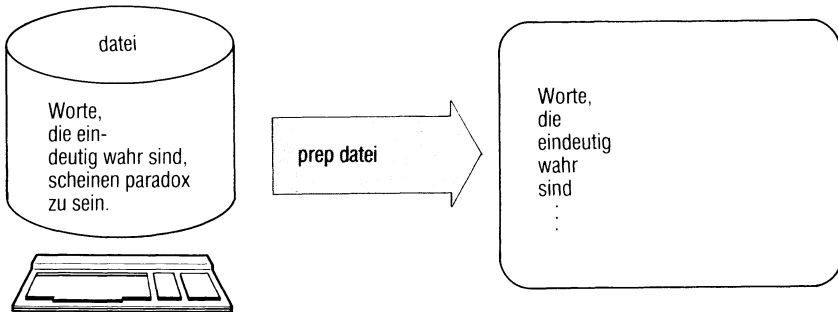 datei
Worte,
die ein-
deutig wahr sind,
scheinen paradox
zu sein.
prep datei
Worte,
die
eindeutig
wahr
sind
.
.
.